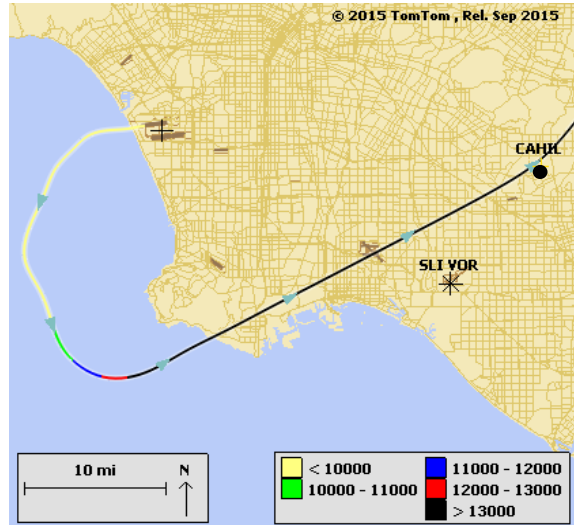 © 2015 TomTom , Rel. Sep 2015
CAHIL
SLI VOR
10 mi
N
< 10000
10000 - 11000
11000 - 12000
12000 - 13000
> 13000